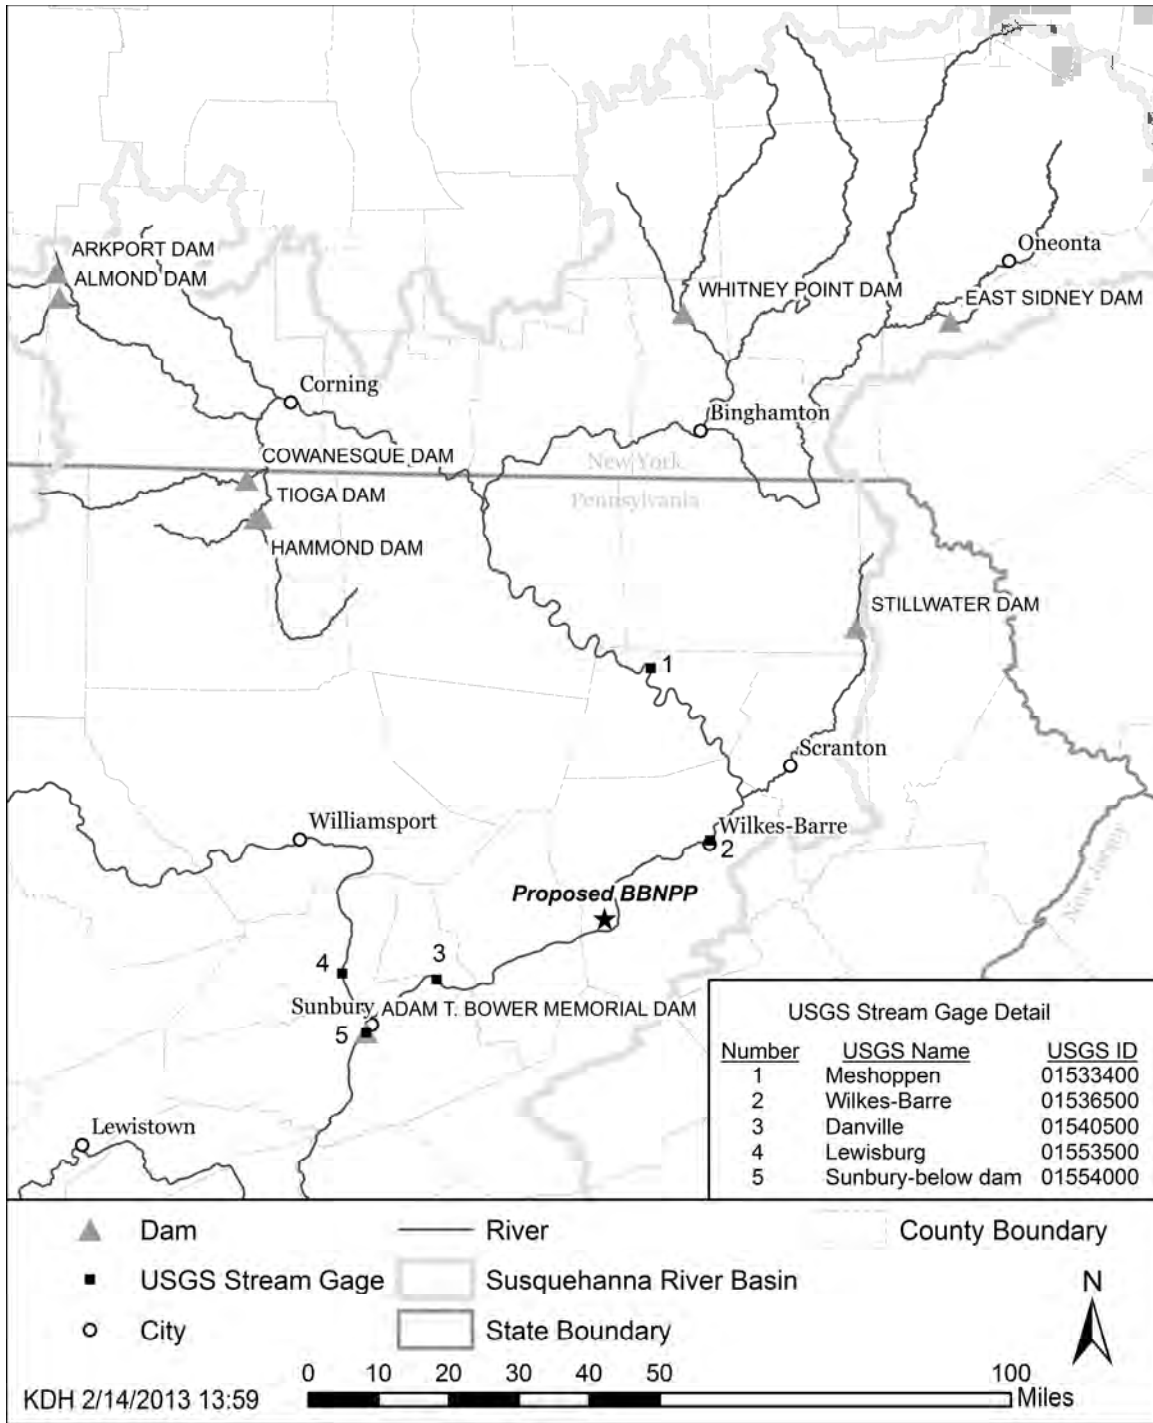 ARKPORT DAM
ALMOND DAM
Oneonta
WHITNEY POINT DAM
EAST SIDNEY DAM
Corning
Binghamton
COWANESQUE DAM
New York
Pennsylvania
TIOGA DAM
HAMMOND DAM
STILLWATER DAM
1
Scranton
Williamsport
Wilkes-Barre
2
Proposed BBNPP
New Jersey
3
4
Sunbury
ADAM T. BOWER MEMORIAL DAM
5
Lewistown
USGS Stream Gage Detail
Number USGS Name USGS ID
1 Meshoppen 01533400
2 Wilkes-Barre 01536500
3 Danville 01540500
4 Lewisburg 01553500
5 Sunbury-below dam 01554000
Dam River County Boundary
USGS Stream Gage Susquehanna River Basin
N
City State Boundary
0 10 20 30 40 50 100
Miles
KDH 2/14/2013 13:59